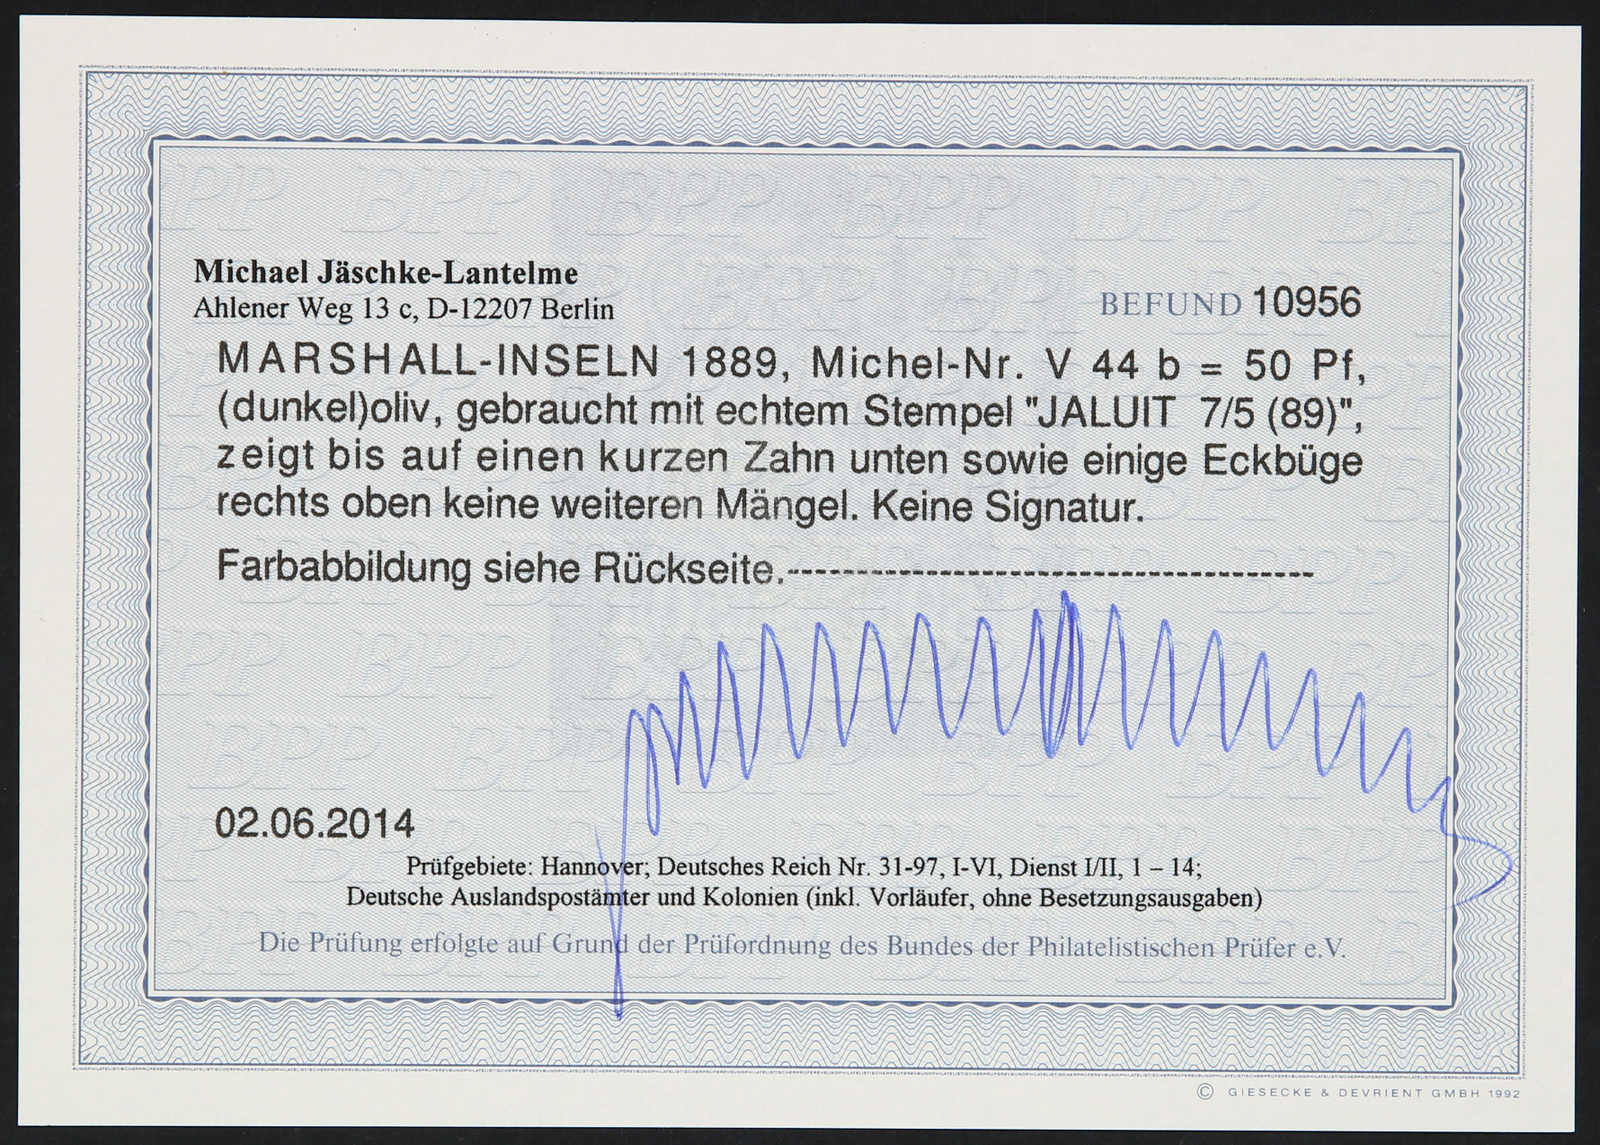 Michael Jäschke-Lantelme
Ahlener Weg 13 c, D-12207 Berlin
BEFUND 10956
MARSHALL-INSELN 1889, Michel-Nr. V 44 b = 50 Pf,
(dunkel)oliv, gebraucht mit echtem Stempel "JALUIT 7/5 (89)",
zeigt bis auf einen kurzen Zahn unten sowie einige Eckbüge
rechts oben keine weiteren Mängel. Keine Signatur.
Farbabbildung siehe Rückseite.--------------------------------------
02.06.2014
Prüfgebiete: Hannover; Deutsches Reich Nr. 31-97, I-VI, Dienst I/II, 1 – 14;
Deutsche Auslandspostämter und Kolonien (inkl. Vorläufer, ohne Besetzungsausgaben)
Die Prüfung erfolgte auf Grund der Prüfordnung des Bundes der Philatelistischen Prüfer e.V.
© GIESECKE & DEVRIENT GMBH 1992